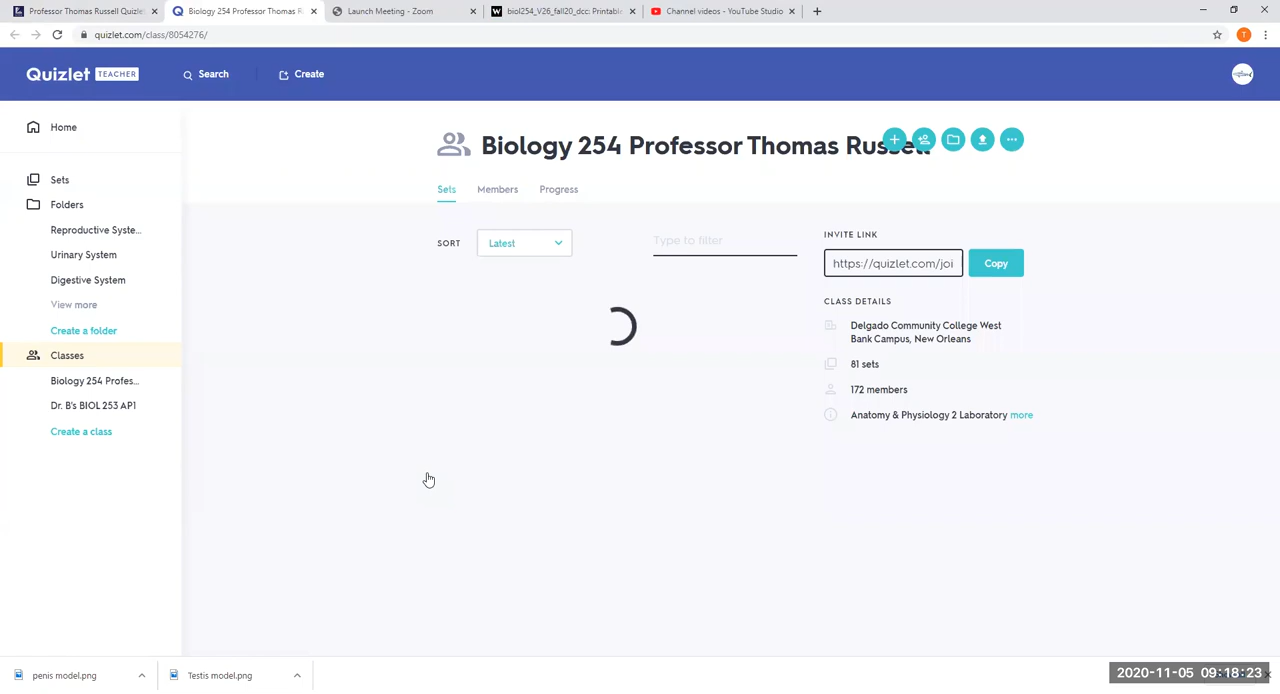 Professor Thomas Russell Quizlet
Biology 254 Professor Thomas R
Launch Meeting - Zoom
biol254_V26_fall20_dcc: Printabl
Channel videos - YouTube Studio
quizlet.com/class/8054276/
T
Quizlet TEACHER
Search
Create
Home
Sets
Folders
Reproductive Syste...
Urinary System
Digestive System
View more
Create a folder
Classes
Biology 254 Profes...
Dr. B's BIOL 253 AP1
Create a class
Biology 254 Professor Thomas Russell
Sets
Members
Progress
SORT
Latest
Type to filter
INVITE LINK
https://quizlet.com/joi
Copy
CLASS DETAILS
Delgado Community College West
Bank Campus, New Orleans
81 sets
172 members
Anatomy & Physiology 2 Laboratory more
penis model.png
Testis model.png
2020-11-05 09:18:23